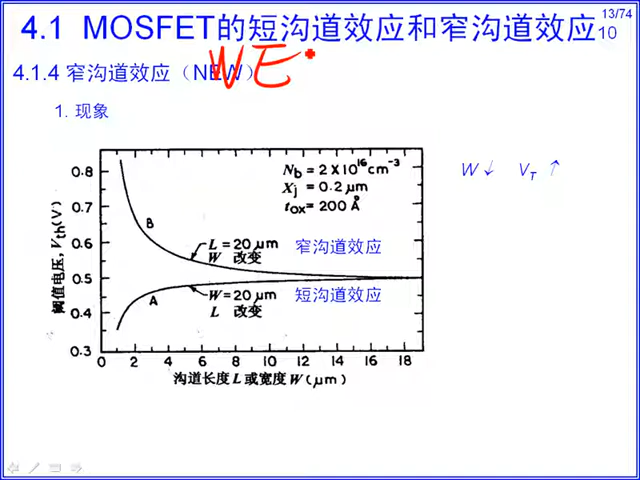 13/74
4.1 MOSFET的短沟道效应和窄沟道效应
10
WE
4.1.4 窄沟道效应（NEW）
1. 现象
W↓ V_T↑
N_b = 2 X 10^16 cm^-3
X_j = 0.2 μm
t_ox = 200 Å
B
L = 20 μm
W 改变
窄沟道效应
A
W = 20 μm
L 改变
短沟道效应
阈值电压, V_th (V)
0.8
0.7
0.6
0.5
0.4
0.3
0 2 4 6 8 10 12 14 16 18
沟道长度 L 或宽度 W (μm)